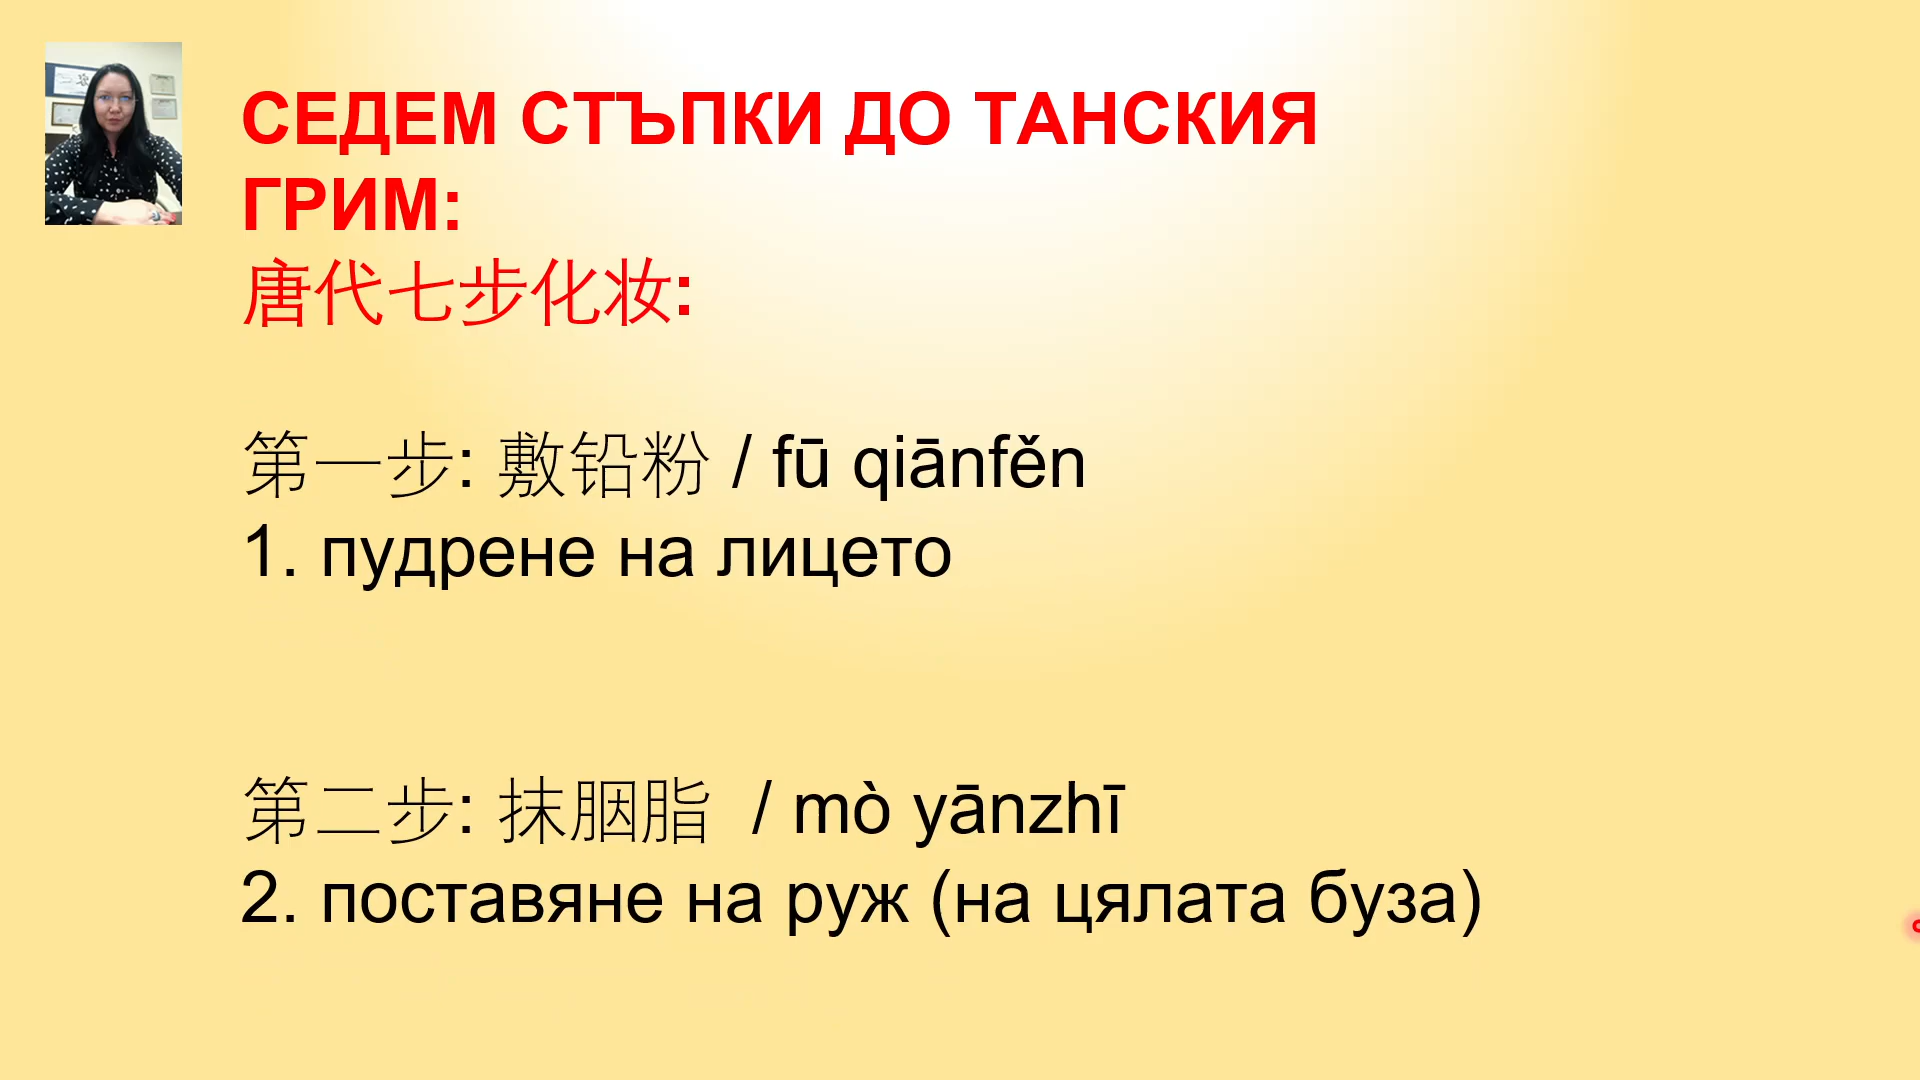 СЕДЕМ СТЪПКИ ДО ТАНСКИЯ
ГРИМ:
唐代七步化妆:
第一步: 敷铅粉 / fū qiānfěn
1. пудрене на лицето
第二步: 抹胭脂 / mò yānzhī
2. поставяне на руж (на цялата буза)